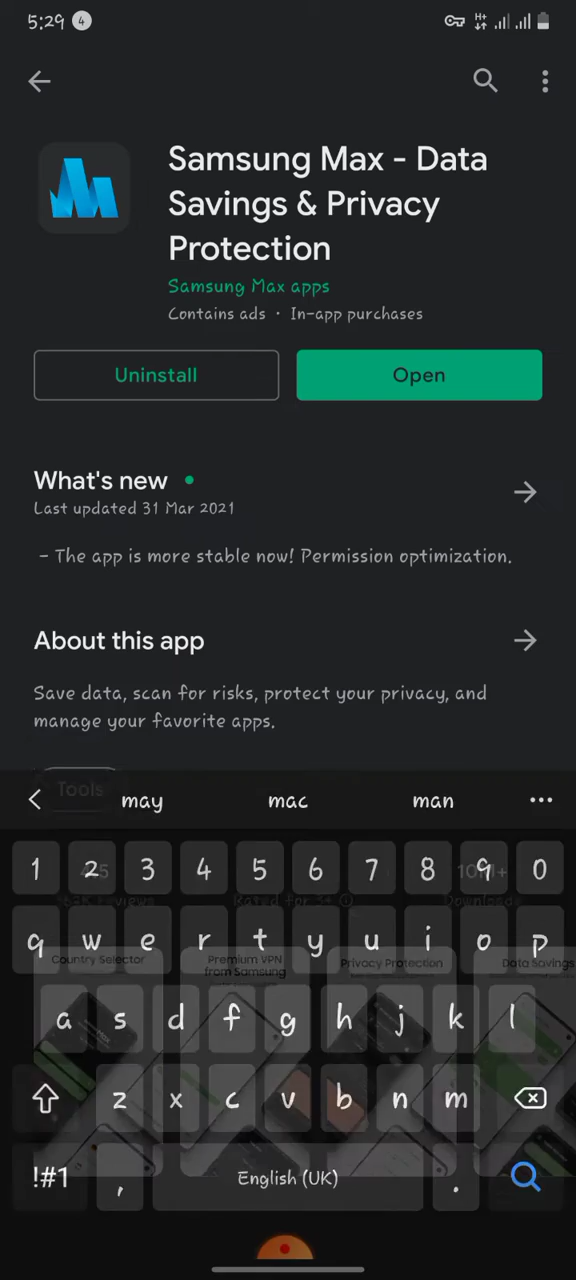 5:29 4 H+
Samsung Max - Data
Savings & Privacy
Protection
Samsung Max apps
Contains ads · In-app purchases
Uninstall Open
What's new
Last updated 31 Mar 2021
- The app is more stable now! Permission optimization.
About this app
Save data, scan for risks, protect your privacy, and
manage your favorite apps.
Tools
may mac man
1 2 3 4 5 6 7 8 9 0
Rated for 3+
q w e r t y u i o p
Country Selector Premium VPN Privacy Protection Data Savings
from Samsung
a s d f g h j k l
z x c v b n m
!#1 , English (UK) .